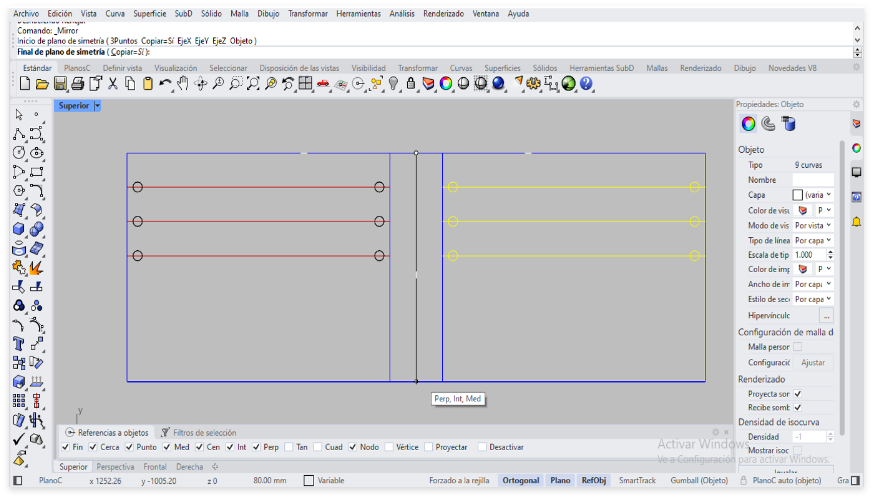 Archivo Edición Vista Curva Superficie SubD Sólido Malla Dibujo Transformar Herramientas Análisis Renderizado Ventana Ayuda
Comando: _Mirror
Inicio de plano de simetría ( 3Puntos Copiar=Sí EjeX EjeY EjeZ Objeto )
Final de plano de simetría ( Copiar=Sí ):
Estándar PlanosC Definir vista Visualización Seleccionar Disposición de las vistas Visibilidad Transformar Curvas Superficies Sólidos Herramientas SubD Mallas Renderizado Dibujo Novedades V8
Superior
Propiedades: Objeto
Objeto
Tipo 9 curvas
Nombre
Capa (varia
Color de visu P
Modo de vis Por vista
Tipo de línea Por capa
Escala de tip 1.000
Color de imp P
Ancho de im Por capa
Estilo de sec Por capa
Hipervínculo ...
Configuración de malla d
Malla person
Configuració Ajustar
Renderizado
Proyecta son
Recibe somb
Densidad de isocurva
Densidad -1
Mostrar isoc
Igualar
Perp, Int, Med
y
Referencias a objetos Filtros de selección
Fin Cerca Punto Med Cen Int Perp Tan Cuad Nodo Vértice Proyectar Desactivar
Activar Windows
Ve a Configuración para activar Windows.
Superior Perspectiva Frontal Derecha
PlanoC x 1252.26 y -1005.20 z 0 80.00 mm Variable Forzado a la rejilla Ortogonal Plano RefObj SmartTrack Gumball (Objeto) PlanoC auto (objeto) Gra